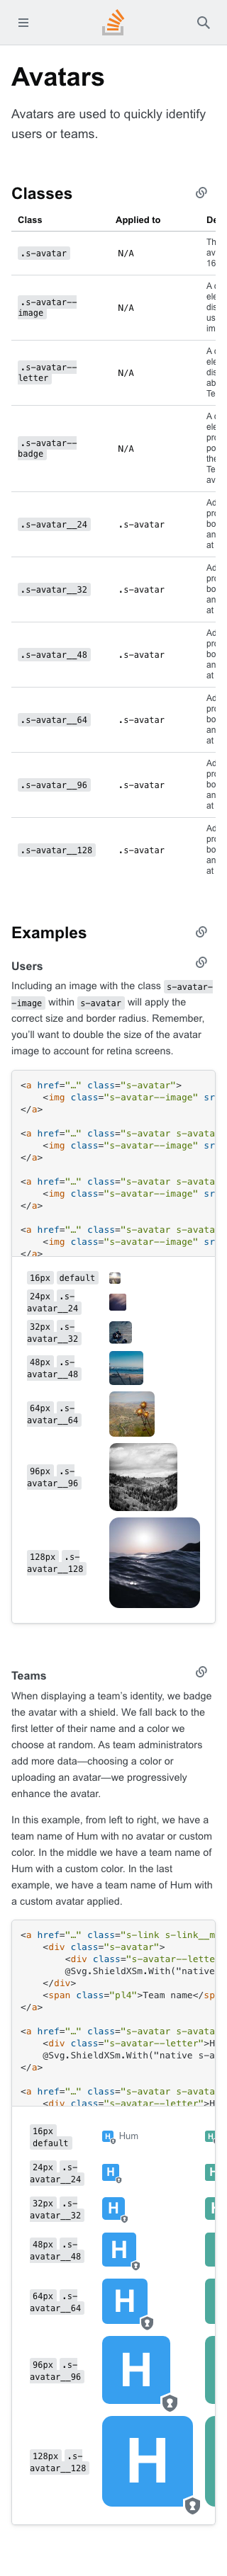 Avatars
Avatars are used to quickly identify
users or teams.
Classes
Class Applied to De
.s-avatar N/A Th
av
16
.s-avatar--
image N/A A c
ele
dis
us
im
.s-avatar--
letter N/A A c
ele
dis
ab
Te
.s-avatar--
badge N/A A c
ele
pro
po
the
Te
av
.s-avatar__24 .s-avatar Ad
pro
bo
an
at
.s-avatar__32 .s-avatar Ad
pro
bo
an
at
.s-avatar__48 .s-avatar Ad
pro
bo
an
at
.s-avatar__64 .s-avatar Ad
pro
bo
an
at
.s-avatar__96 .s-avatar Ad
pro
bo
an
at
.s-avatar__128 .s-avatar Ad
pro
bo
an
at
Examples
Users
Including an image with the class .s-avatar-
-image within .s-avatar will apply the
correct size and border radius. Remember,
you'll want to double the size of the avatar
image to account for retina screens.
<a href="…" class="s-avatar">
<img class="s-avatar--image" sr
</a>
<a href="…" class="s-avatar s-avata
<img class="s-avatar--image" sr
</a>
<a href="…" class="s-avatar s-avata
<img class="s-avatar--image" sr
</a>
<a href="…" class="s-avatar s-avata
<img class="s-avatar--image" sr
</a>
16px default
24px .s-
avatar__24
32px .s-
avatar__32
48px .s-
avatar__48
64px .s-
avatar__64
96px .s-
avatar__96
128px .s-
avatar__128
Teams
When displaying a team's identity, we badge
the avatar with a shield. We fall back to the
first letter of their name and a color we
choose at random. As team administrators
add more data—choosing a color or
uploading an avatar—we progressively
enhance the avatar.
In this example, from left to right, we have a
team name of Hum with no avatar or custom
color. In the middle we have a team name of
Hum with a custom color. In the last
example, we have a team name of Hum with
a custom avatar applied.
<a href="…" class="s-link s-link__m
<div class="s-avatar">
<div class="s-avatar--lette
@Svg.ShieldXSm.With("native
</div>
<span class="pl4">Team name</sp
</a>
<a href="…" class="s-avatar s-avata
<div class="s-avatar--letter">H
@Svg.ShieldXSm.With("native s-a
</a>
<a href="…" class="s-avatar s-avata
<div class="s-avatar--letter">H
16px
default H Hum H
24px .s-
avatar__24 H
32px .s-
avatar__32 H
48px .s-
avatar__48 H
64px .s-
avatar__64 H
96px .s-
avatar__96 H
128px .s-
avatar__128 H